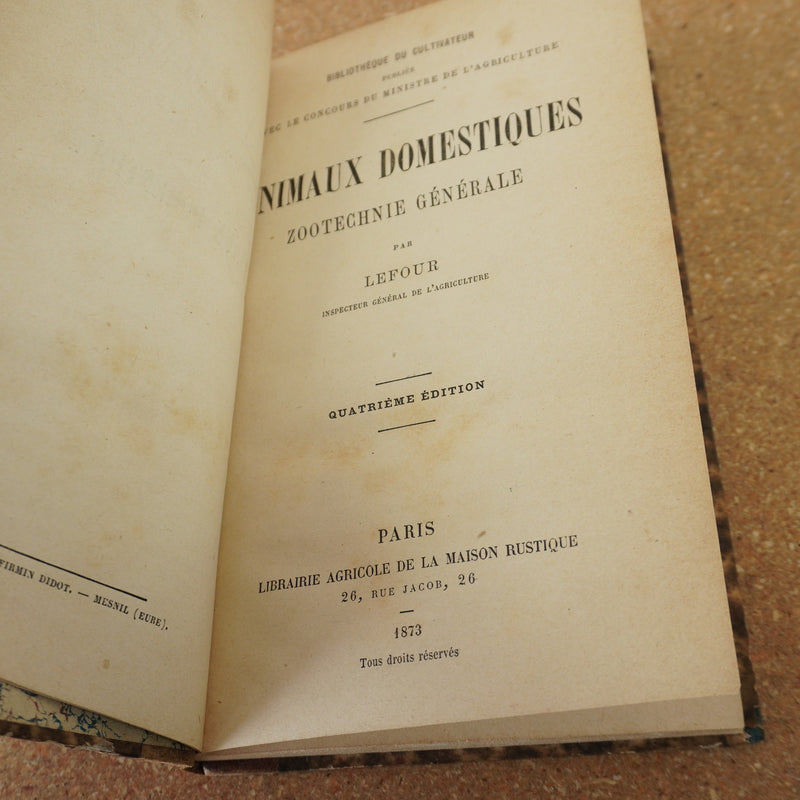 FIRMIN DIDOT. — MESNIL (EURE).
BIBLIOTHÈQUE DU CULTIVATEUR
PUBLIÉE
VEC LE CONCOURS DU MINISTRE DE L'AGRICULTURE
NIMAUX DOMESTIQUES
ZOOTECHNIE GÉNÉRALE
PAR
LEFOUR
INSPECTEUR GÉNÉRAL DE L'AGRICULTURE
QUATRIÈME ÉDITION
PARIS
LIBRAIRIE AGRICOLE DE LA MAISON RUSTIQUE
26, RUE JACOB, 26
1873
Tous droits réservés